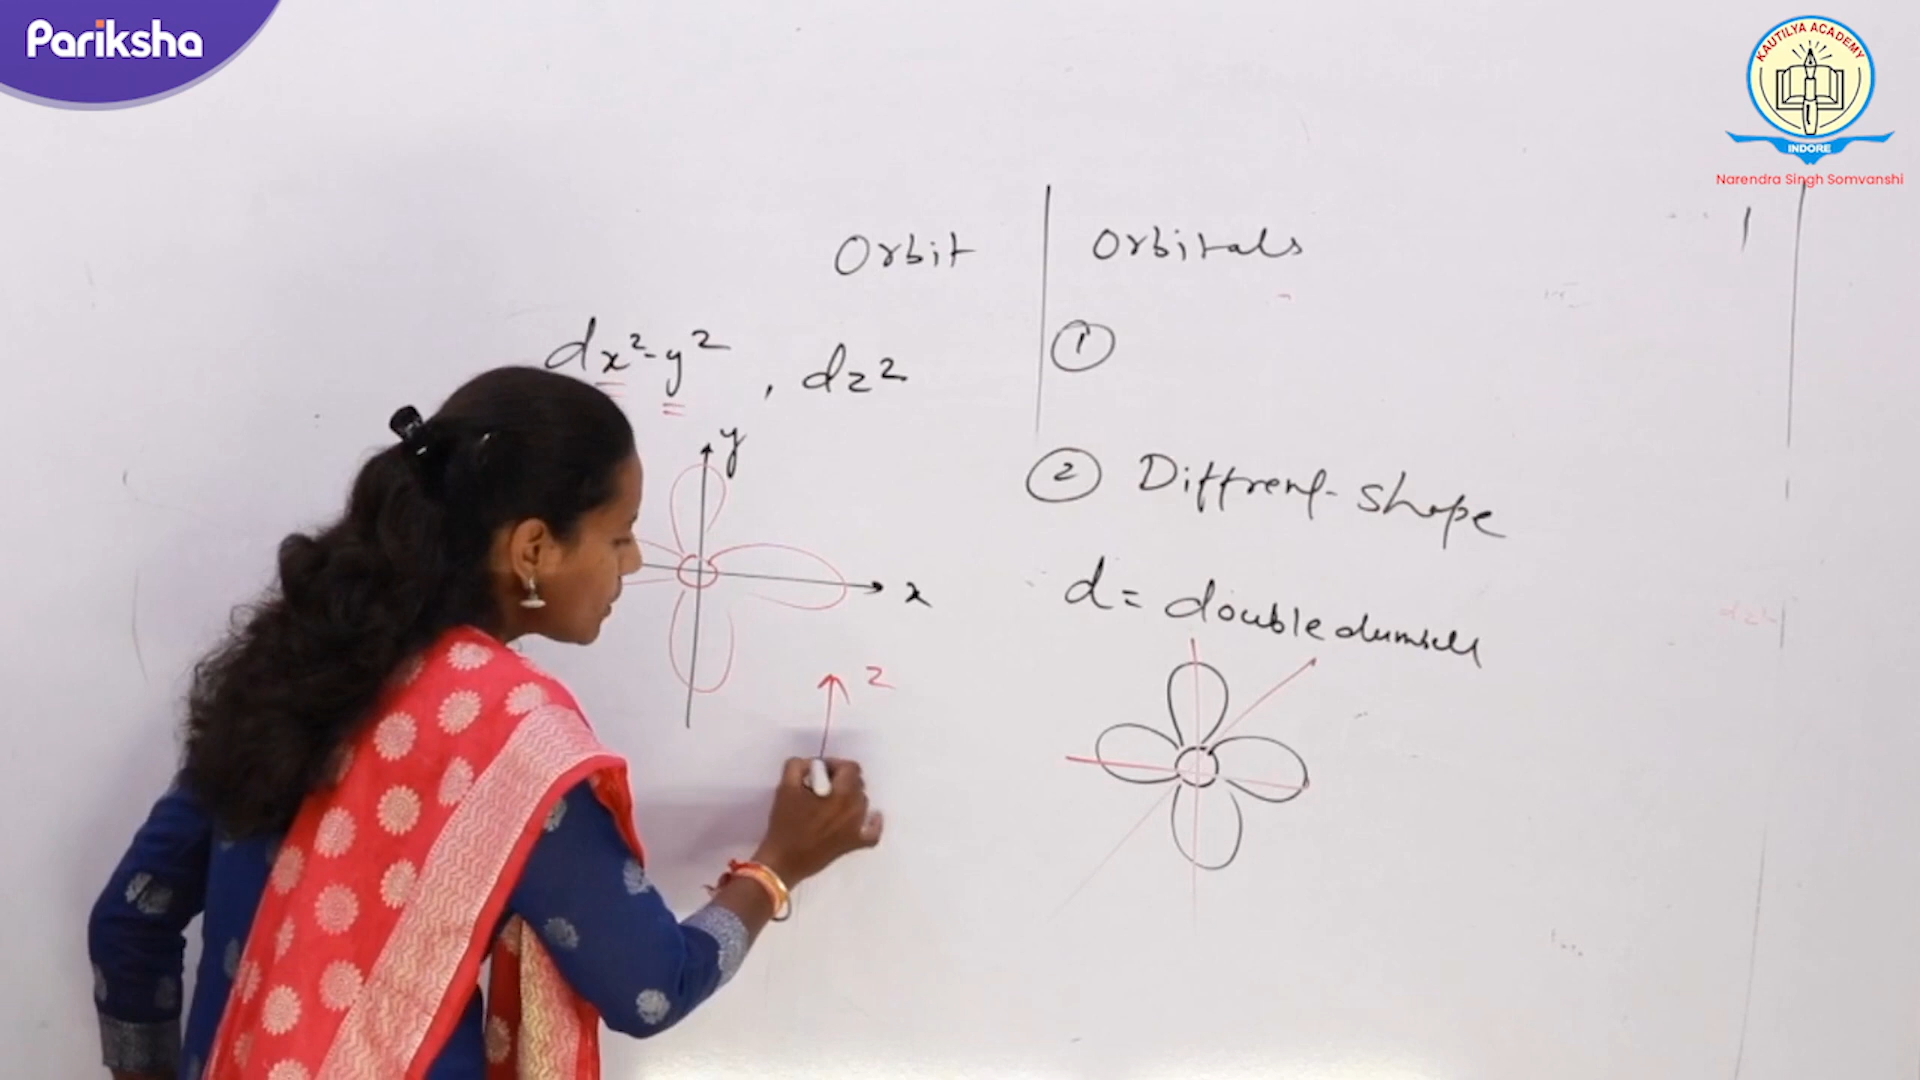 Pariksha
KAUTILYA ACADEMY
INDORE
Narendra Singh Somvanshi
Orbit | Orbitals
dx²-y², dz²
①
y
② Diffrent shape
x
d = double dumbell
z